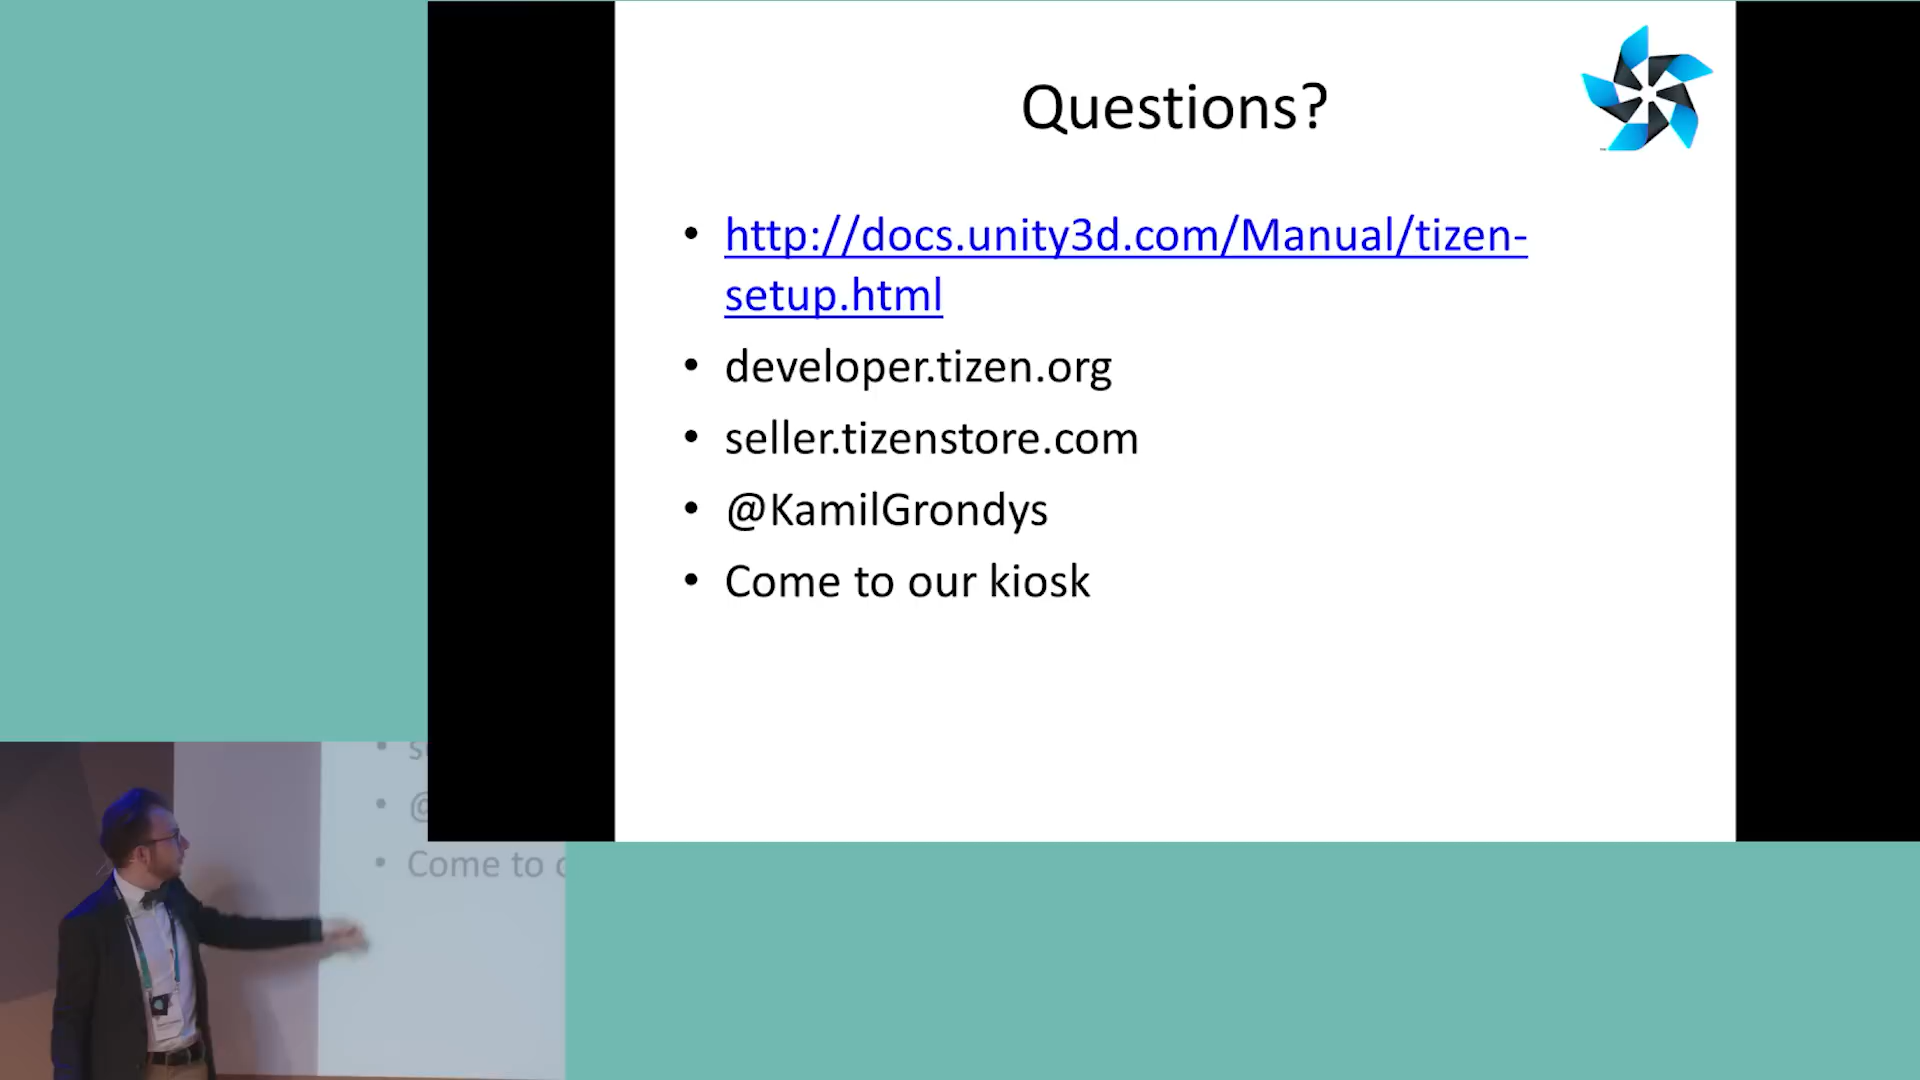 Questions?
• http://docs.unity3d.com/Manual/tizen-
setup.html
• developer.tizen.org
• seller.tizenstore.com
• @KamilGrondys
• Come to our kiosk
• s
• @
• Come to